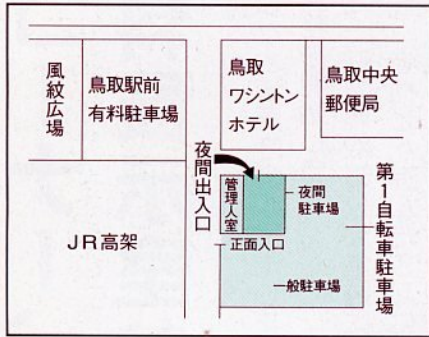 風紋広場
鳥取駅前
有料駐車場
鳥取
ワシントン
ホテル
鳥取中央
郵便局
夜間出入口
管理人室
夜間
駐車場
第1自転車駐車場
JR高架
正面入口
一般駐車場